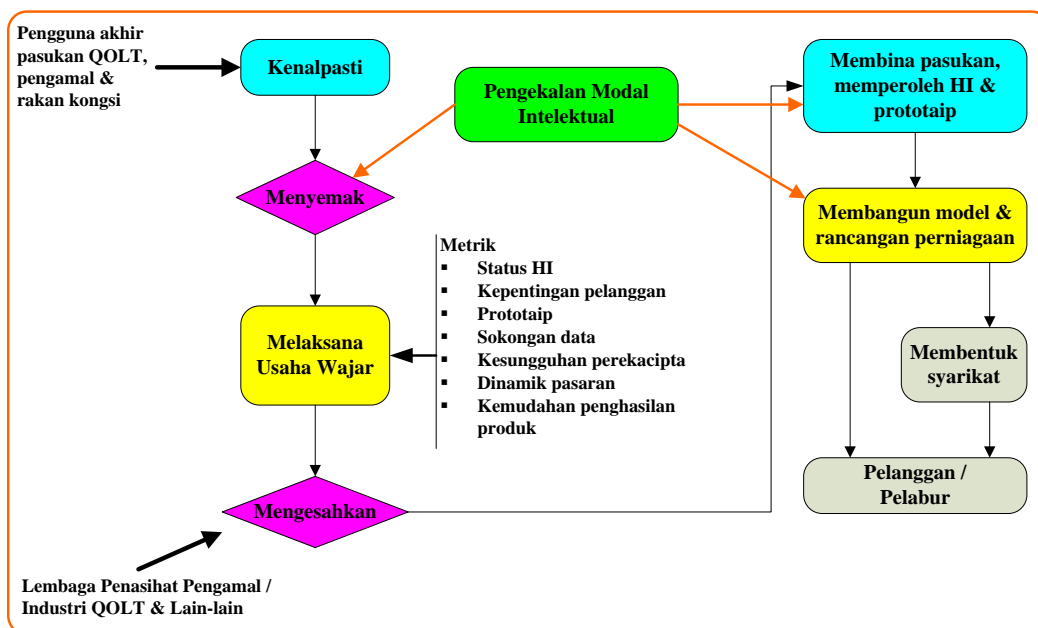 Pengguna akhir
pasukan QOLT,
pengamal &
rakan kongsi
Kenalpasti
Menyemak
Melaksana
Usaha Wajar
Mengesahkan
Lembaga Penasihat Pengamal /
Industri QOLT & Lain-lain
Pengekalan Modal
Intelektual
Metrik
▪ Status HI
▪ Kepentingan pelanggan
▪ Prototaip
▪ Sokongan data
▪ Kesungguhan perekacipta
▪ Dinamik pasaran
▪ Kemudahan penghasilan
produk
Membina pasukan,
memperoleh HI &
prototaip
Membangun model &
rancangan perniagaan
Membentuk
syarikat
Pelanggan /
Pelabur